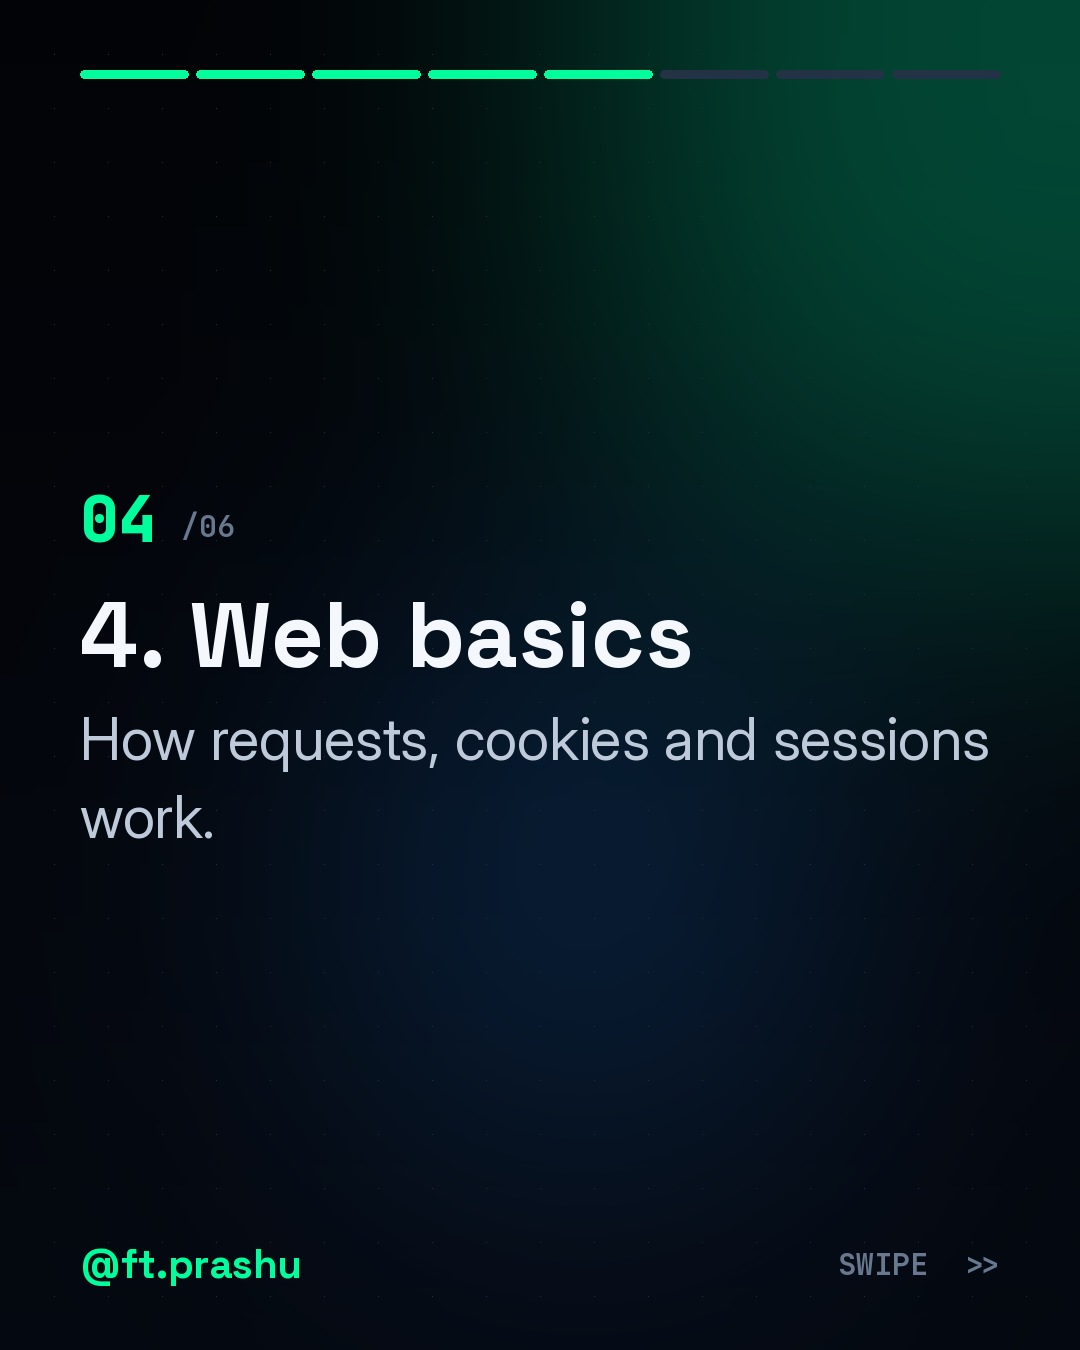 04 /06
4. Web basics
How requests, cookies and sessions
work.
@ft.prashu
SWIPE >>